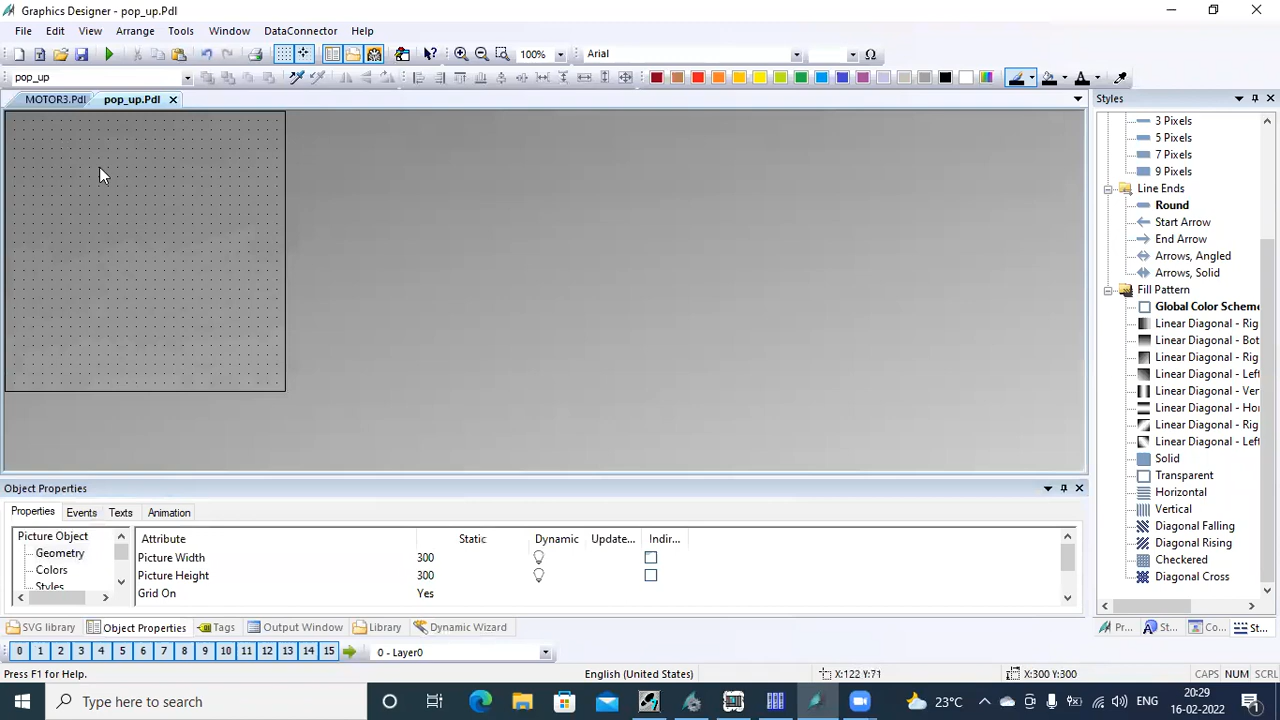 Graphics Designer - pop_up.Pdl
File Edit View Arrange Tools Window DataConnector Help
100% Arial
pop_up
MOTOR3.Pdl pop_up.Pdl
Styles
3 Pixels
5 Pixels
7 Pixels
9 Pixels
Line Ends
Round
Start Arrow
End Arrow
Arrows, Angled
Arrows, Solid
Fill Pattern
Global Color Scheme
Linear Diagonal - Rig
Linear Diagonal - Bot
Linear Diagonal - Rig
Linear Diagonal - Left
Linear Diagonal - Ver
Linear Diagonal - Hor
Linear Diagonal - Rig
Linear Diagonal - Left
Solid
Transparent
Horizontal
Vertical
Diagonal Falling
Diagonal Rising
Checkered
Diagonal Cross
Pr... St... Co... St...
Object Properties
Properties Events Texts Animation
Picture Object
Geometry
Colors
Styles
Attribute Static Dynamic Update... Indir...
Picture Width 300
Picture Height 300
Grid On Yes
SVG library Object Properties Tags Output Window Library Dynamic Wizard
0 1 2 3 4 5 6 7 8 9 10 11 12 13 14 15 0 - Layer0
Press F1 for Help. English (United States) X:122 Y:71 X:300 Y:300 CAPS NUM SCRL
Type here to search 23°C ENG 20:29 16-02-2022 1